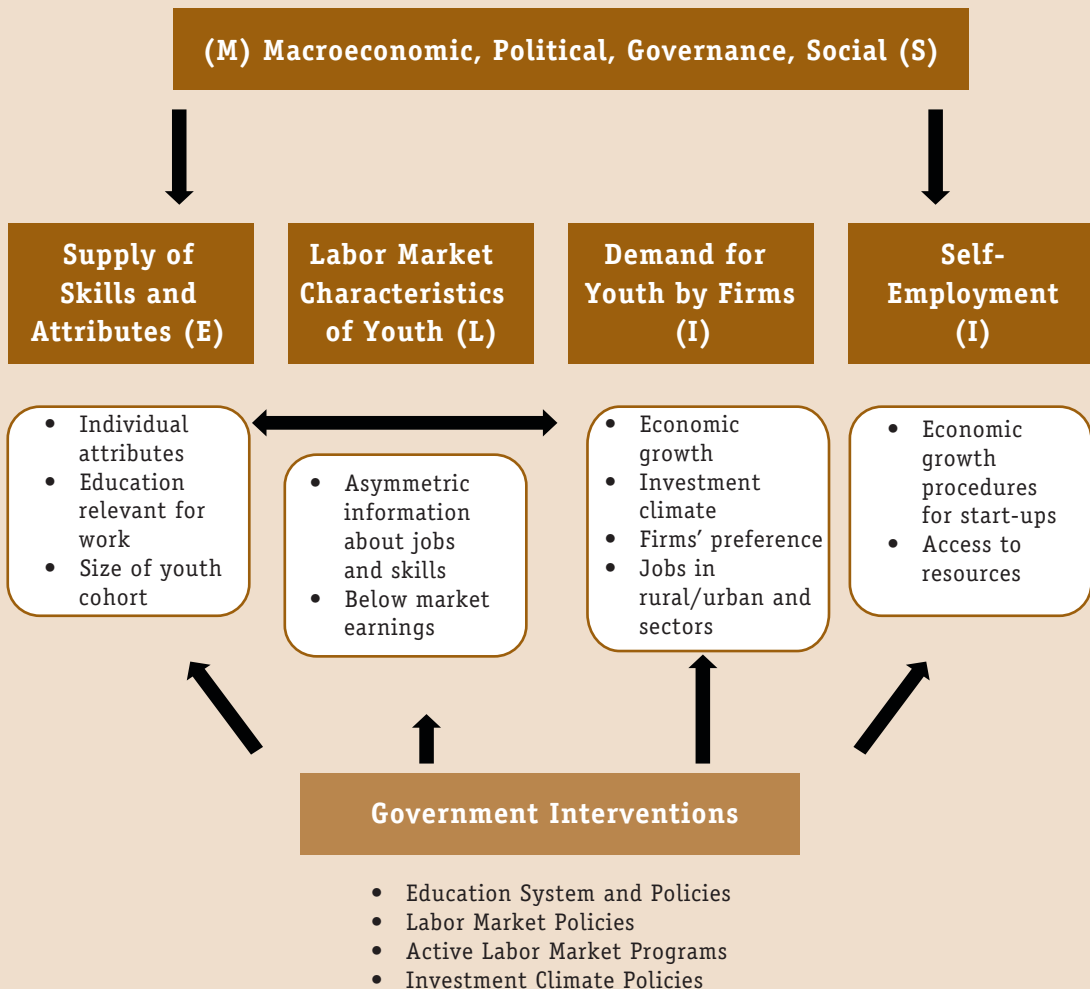 (M) Macroeconomic, Political, Governance, Social (S)
Supply of
Skills and
Attributes (E)
Labor Market
Characteristics
of Youth (L)
Demand for
Youth by Firms
(I)
Self-
Employment
(I)
• Individual
attributes
• Education
relevant for
work
• Size of youth
cohort
• Asymmetric
information
about jobs
and skills
• Below market
earnings
• Economic
growth
• Investment
climate
• Firms’ preference
• Jobs in
rural/urban and
sectors
• Economic
growth
procedures
for start-ups
• Access to
resources
Government Interventions
• Education System and Policies
• Labor Market Policies
• Active Labor Market Programs
• Investment Climate Policies